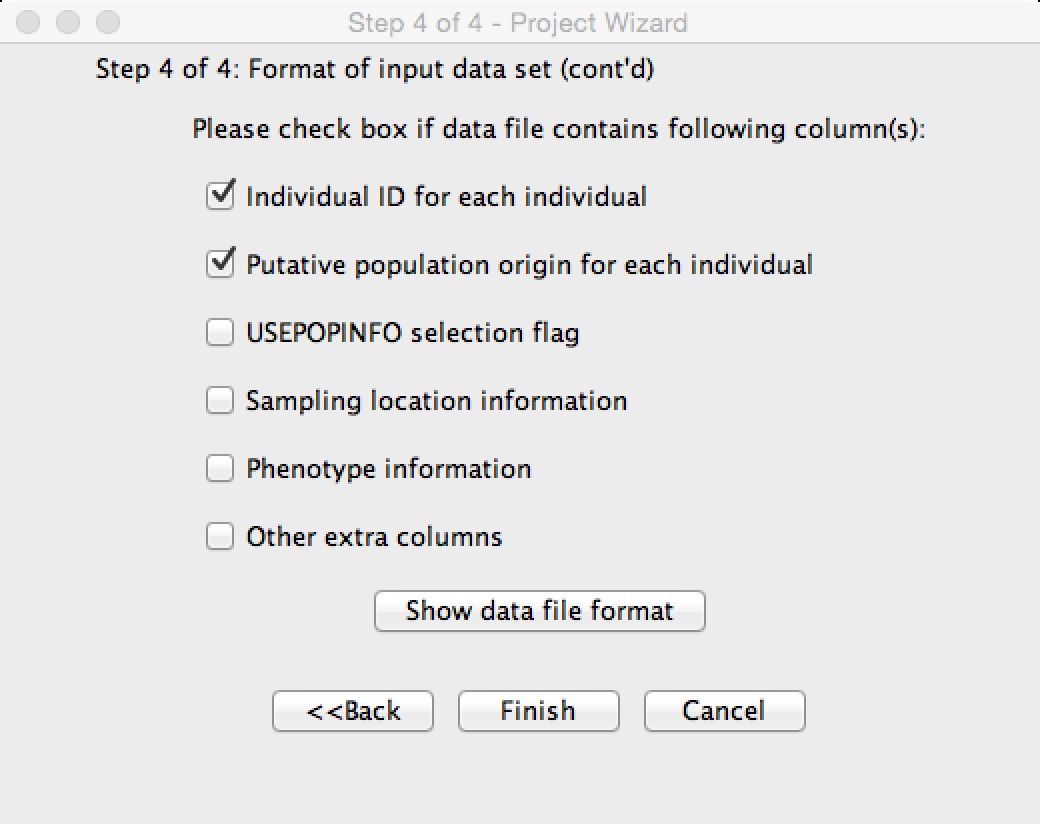 Step 4 of 4 - Project Wizard
Step 4 of 4: Format of input data set (cont'd)
Please check box if data file contains following column(s):
Individual ID for each individual
Putative population origin for each individual
USEPOPINFO selection flag
Sampling location information
Phenotype information
Other extra columns
Show data file format
<<Back Finish Cancel